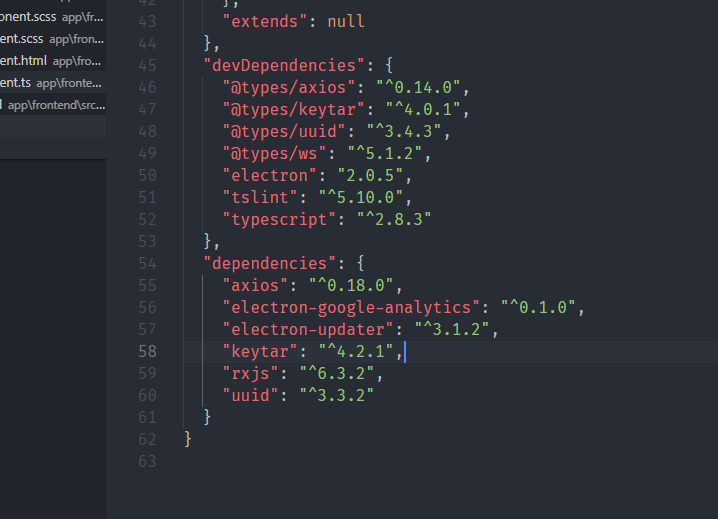 onent.scss app\fr...
ent.scss app\fron...
ent.html app\fro...
ent.ts app\fronte...
app\frontend\src...
42 },
43 "extends": null
44 },
45 "devDependencies": {
46 "@types/axios": "^0.14.0",
47 "@types/keytar": "^4.0.1",
48 "@types/uuid": "^3.4.3",
49 "@types/ws": "^5.1.2",
50 "electron": "2.0.5",
51 "tslint": "^5.10.0",
52 "typescript": "^2.8.3"
53 },
54 "dependencies": {
55 "axios": "^0.18.0",
56 "electron-google-analytics": "^0.1.0",
57 "electron-updater": "^3.1.2",
58 "keytar": "^4.2.1",
59 "rxjs": "^6.3.2",
60 "uuid": "^3.3.2"
61 }
62 }
63